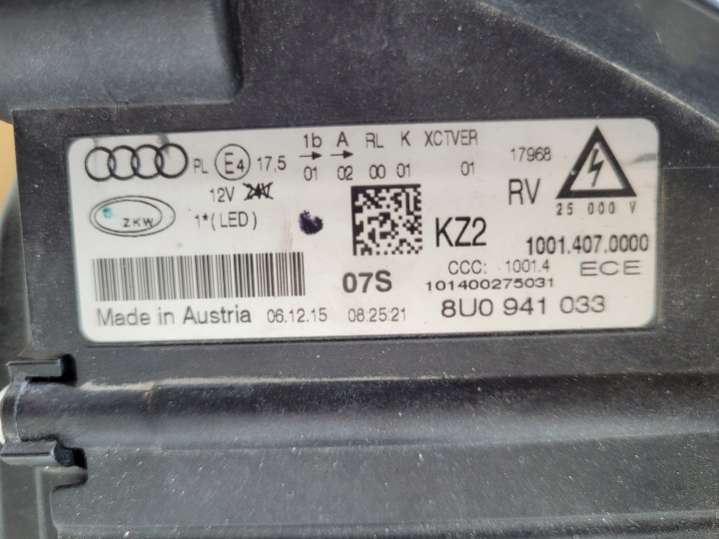 1b A RL K XCTVER 17968
PL E4 17,5 01 02 00 01 01
12V 24V
RV
25 000 V
ZKW 1*(LED)
KZ2
1001.407.0000
CCC: 1001.4 ECE
07S
101400275031
Made in Austria 06.12.15 08:25:21 8U0 941 033